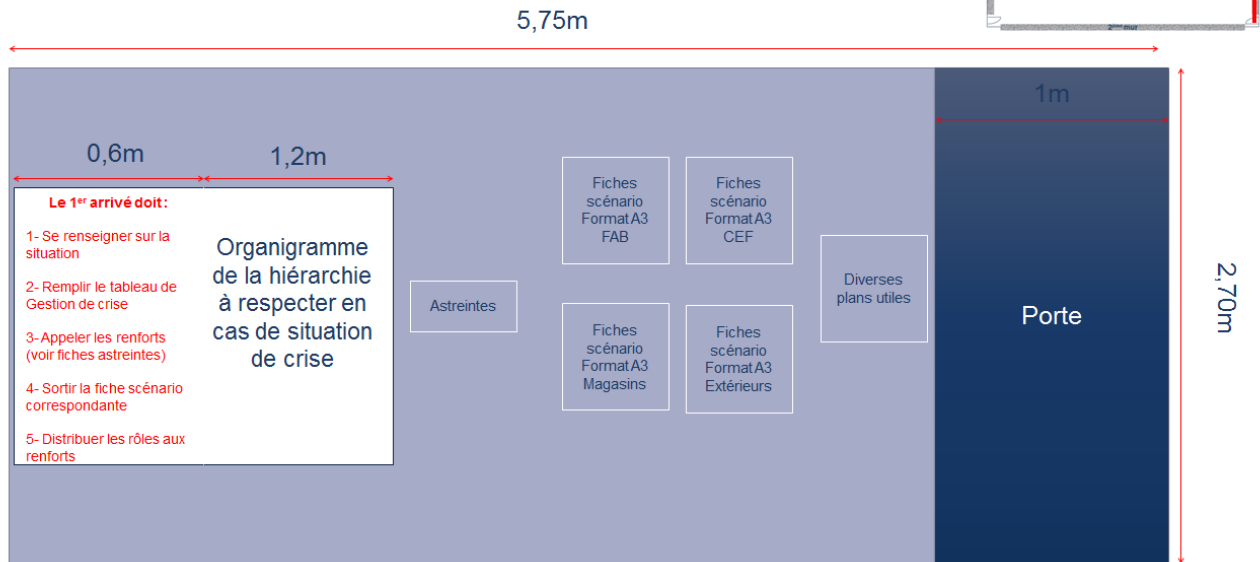 5,75m
2ème mur
1m
0,6m
1,2m
Le 1er arrivé doit :
1- Se renseigner sur la
situation
2- Remplir le tableau de
Gestion de crise
3- Appeler les renforts
(voir fiches astreintes)
4- Sortir la fiche scénario
correspondante
5- Distribuer les rôles aux
renforts
Organigramme
de la hiérarchie
à respecter en
cas de situation
de crise
Astreintes
Fiches
scénario
Format A3
FAB
Fiches
scénario
Format A3
CEF
Fiches
scénario
Format A3
Magasins
Fiches
scénario
Format A3
Extérieurs
Diverses
plans utiles
Porte
2,70m